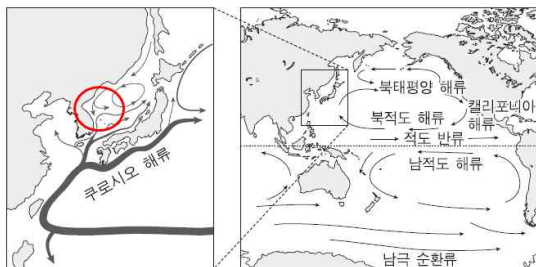 쿠로시오 해류
북태평양 해류
캘리포니아
해류
북적도 해류
적도 반류
남적도 해류
남극 순환류